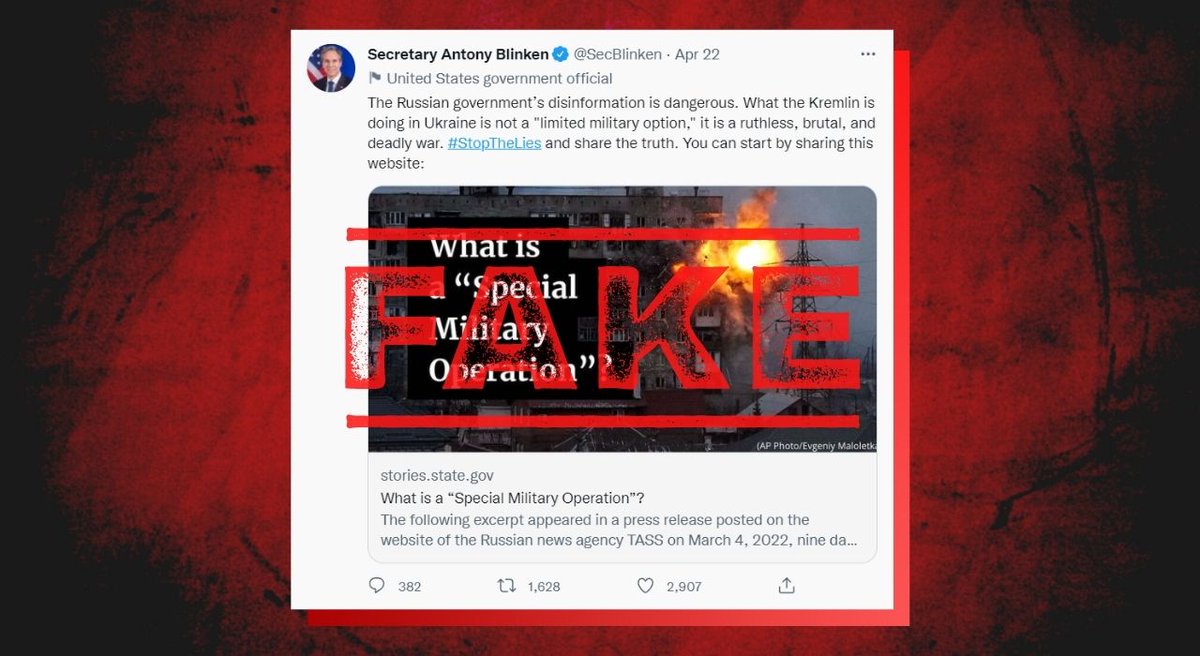 Secretary Antony Blinken @SecBlinken · Apr 22
United States government official
The Russian government’s disinformation is dangerous. What the Kremlin is
doing in Ukraine is not a "limited military option," it is a ruthless, brutal, and
deadly war. #StopTheLies and share the truth. You can start by sharing this
website:
What is
a “Special
Military
Operation”?
FAKE
(AP Photo/Evgeniy Maloletka
stories.state.gov
What is a “Special Military Operation”?
The following excerpt appeared in a press release posted on the
website of the Russian news agency TASS on March 4, 2022, nine da...
382 1,628 2,907